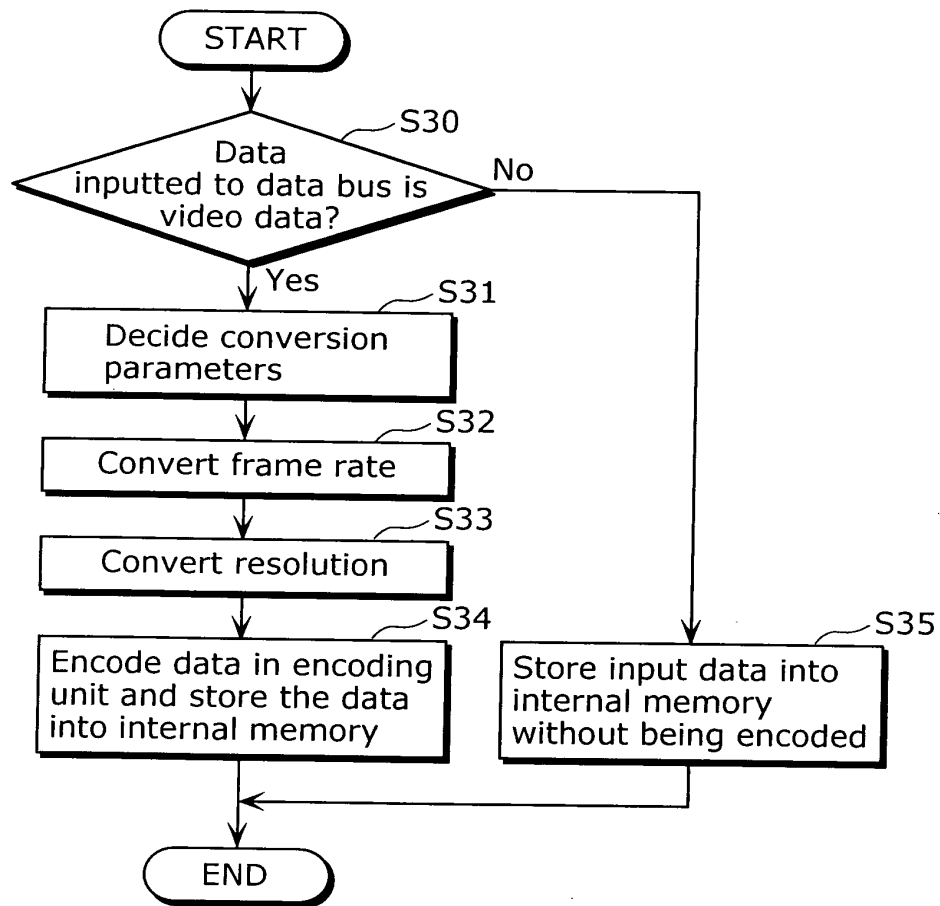 START
S30
Data
inputted to data bus is
video data?
No
Yes
S31
Decide conversion
parameters
S32
Convert frame rate
S33
Convert resolution
S34
Encode data in encoding
unit and store the data
into internal memory
S35
Store input data into
internal memory
without being encoded
END